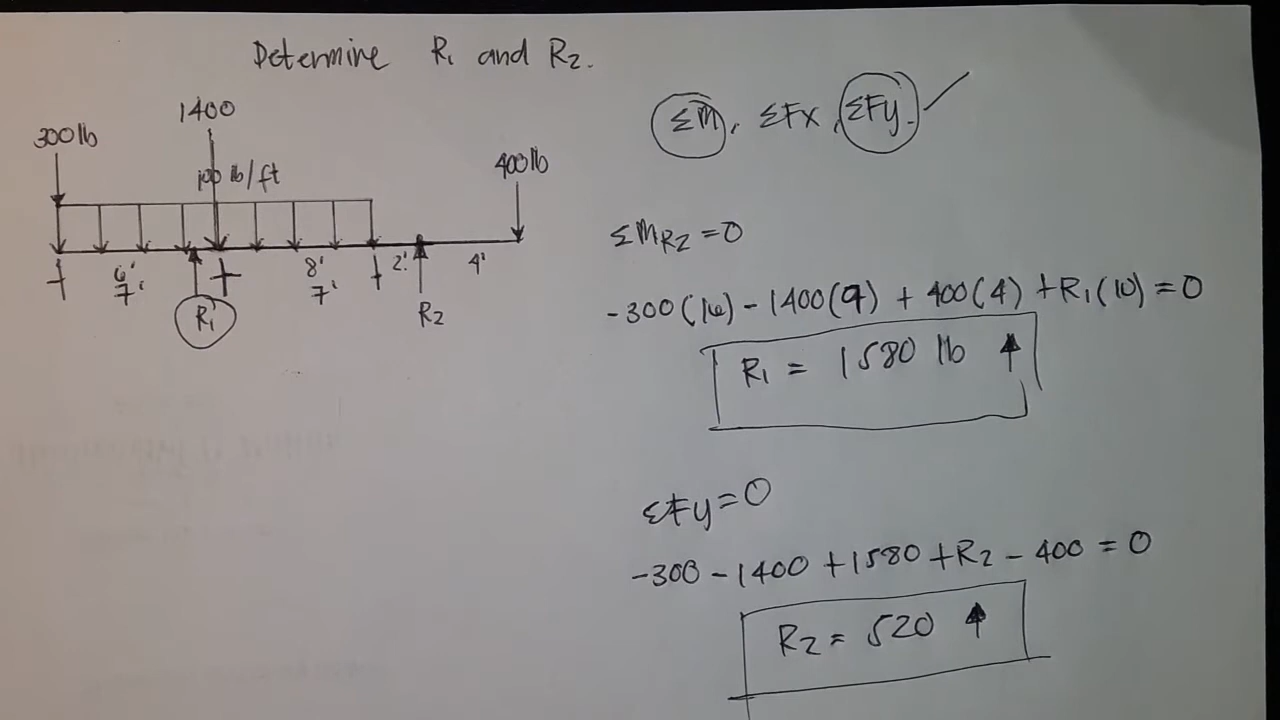 Determine R1 and R2.
1400
300 lb
100 lb/ft
400 lb
6'
8'
2'
4'
7'
7'
R1
R2
ΣM, ΣFx, ΣFy.
ΣMR2 = 0
-300(16) - 1400(9) + 400(4) + R1(10) = 0
R1 = 1580 lb ↑
ΣFy = 0
-300 - 1400 + 1580 + R2 - 400 = 0
R2 = 520 ↑